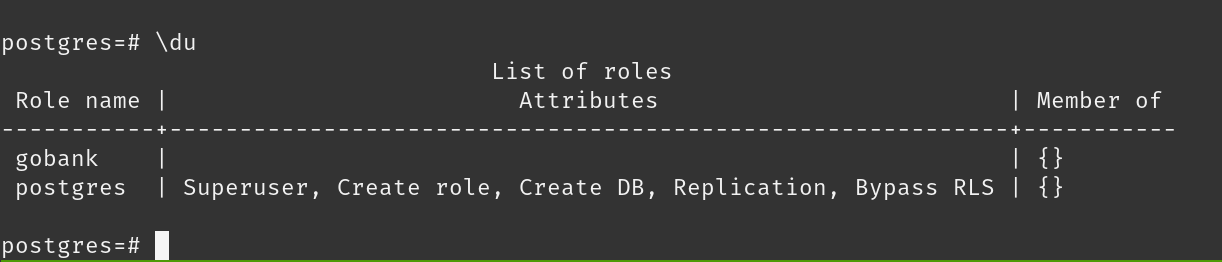 postgres=# \du
                                   List of roles
 Role name |                         Attributes                         | Member of
-----------+------------------------------------------------------------+-----------
 gobank    |                                                            | {}
 postgres  | Superuser, Create role, Create DB, Replication, Bypass RLS | {}
postgres=#